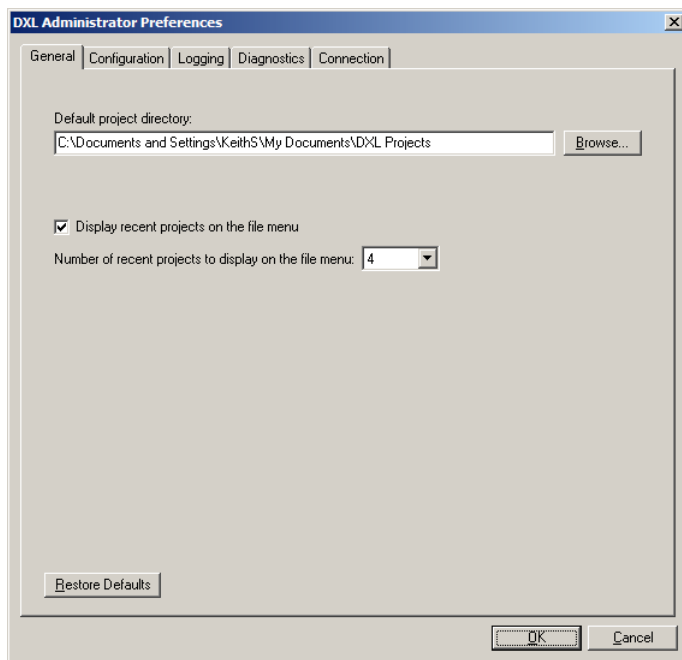 DXL Administrator Preferences
General Configuration Logging Diagnostics Connection
Default project directory:
C:\Documents and Settings\KeithS\My Documents\DXL Projects Browse...
Display recent projects on the file menu
Number of recent projects to display on the file menu: 4
Restore Defaults
OK Cancel